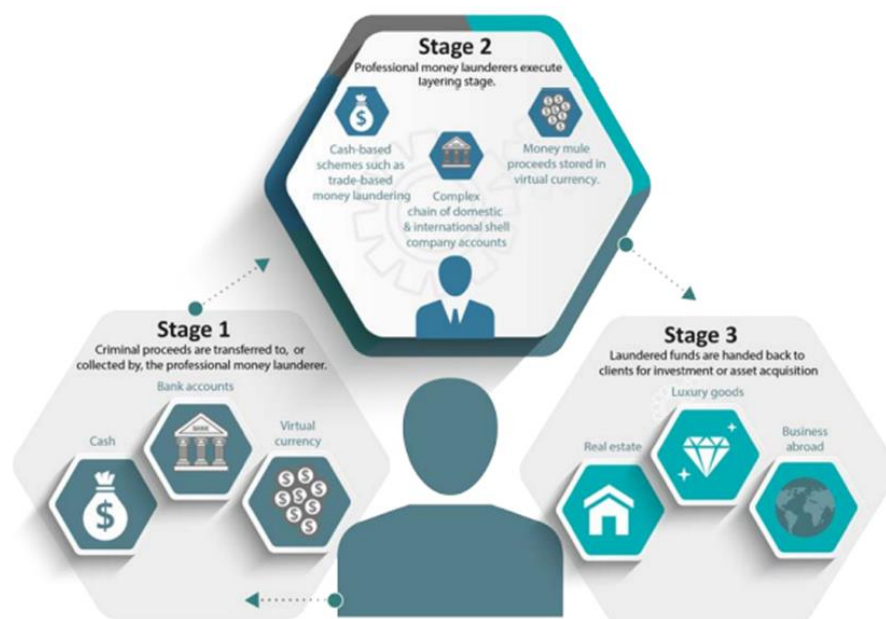 Stage 2
Professional money launderers execute
layering stage.
Cash-based
schemes such as
trade-based
money laundering
Complex
chain of domestic
& international shell
company accounts
Money mule
proceeds stored in
virtual currency.
Stage 1
Criminal proceeds are transferred to, or
collected by, the professional money launderer.
Cash
Bank accounts
BANK
Virtual
currency
Stage 3
Laundered funds are handed back to
clients for investment or asset acquisition
Real estate
Luxury goods
Business
abroad